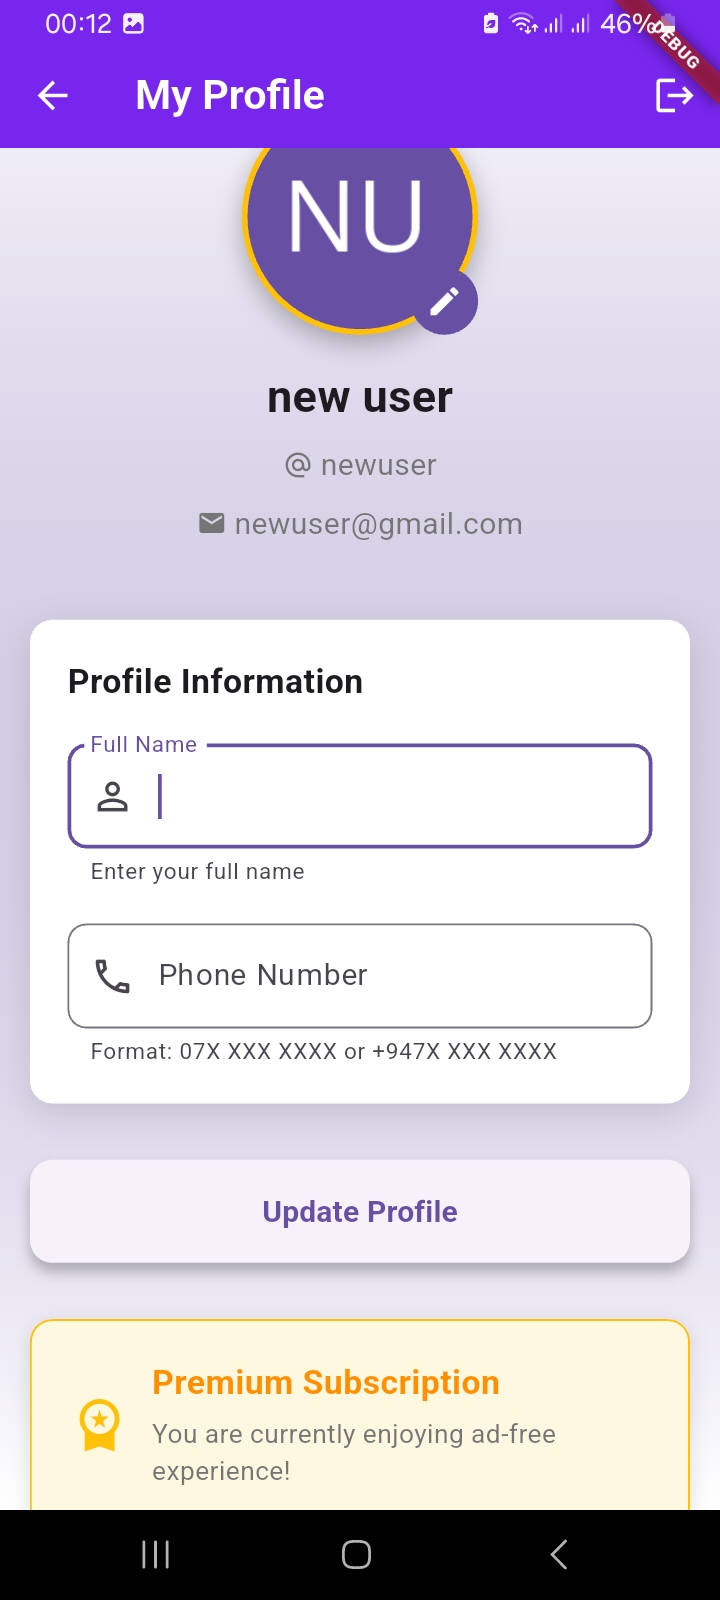 00:12
46%
DEBUG
My Profile
NU
new user
@ newuser
newuser@gmail.com
Profile Information
Full Name
Enter your full name
Phone Number
Format: 07X XXX XXXX or +947X XXX XXXX
Update Profile
Premium Subscription
You are currently enjoying ad-free
experience!